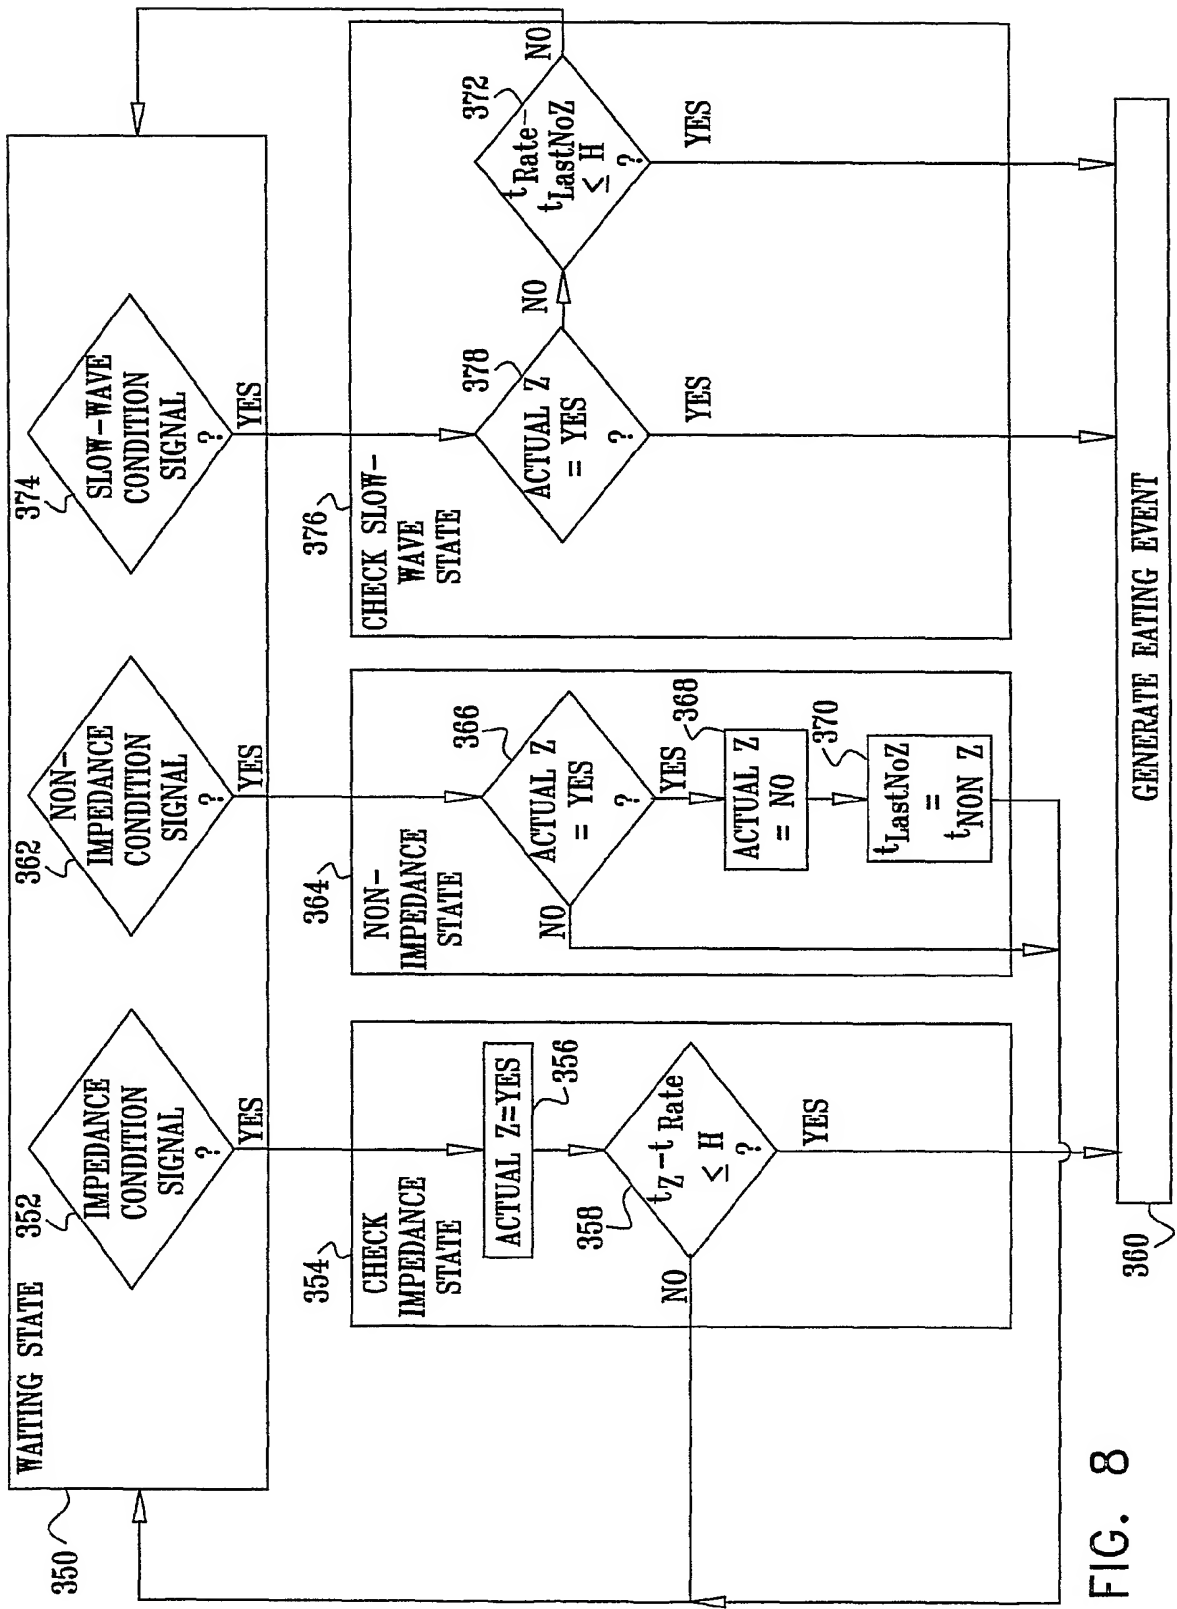 WAITING STATE
350
352
IMPEDANCE
CONDITION
SIGNAL
?
YES
362
NON-
IMPEDANCE
CONDITION
SIGNAL
?
YES
374
SLOW-WAVE
CONDITION
SIGNAL
?
YES
354
CHECK
IMPEDANCE
STATE
ACTUAL Z=YES
356
358
tZ-tRate
≤ H
?
NO
YES
364
NON-
IMPEDANCE
STATE
366
ACTUAL Z
= YES
?
NO
YES
368
ACTUAL Z
= NO
370
tLastNoZ
=
tNON Z
376
CHECK SLOW-
WAVE
STATE
378
ACTUAL Z
= YES
?
NO
YES
372
tRate-
tLastNoZ
≤ H
?
NO
YES
360
GENERATE EATING EVENT
FIG. 8